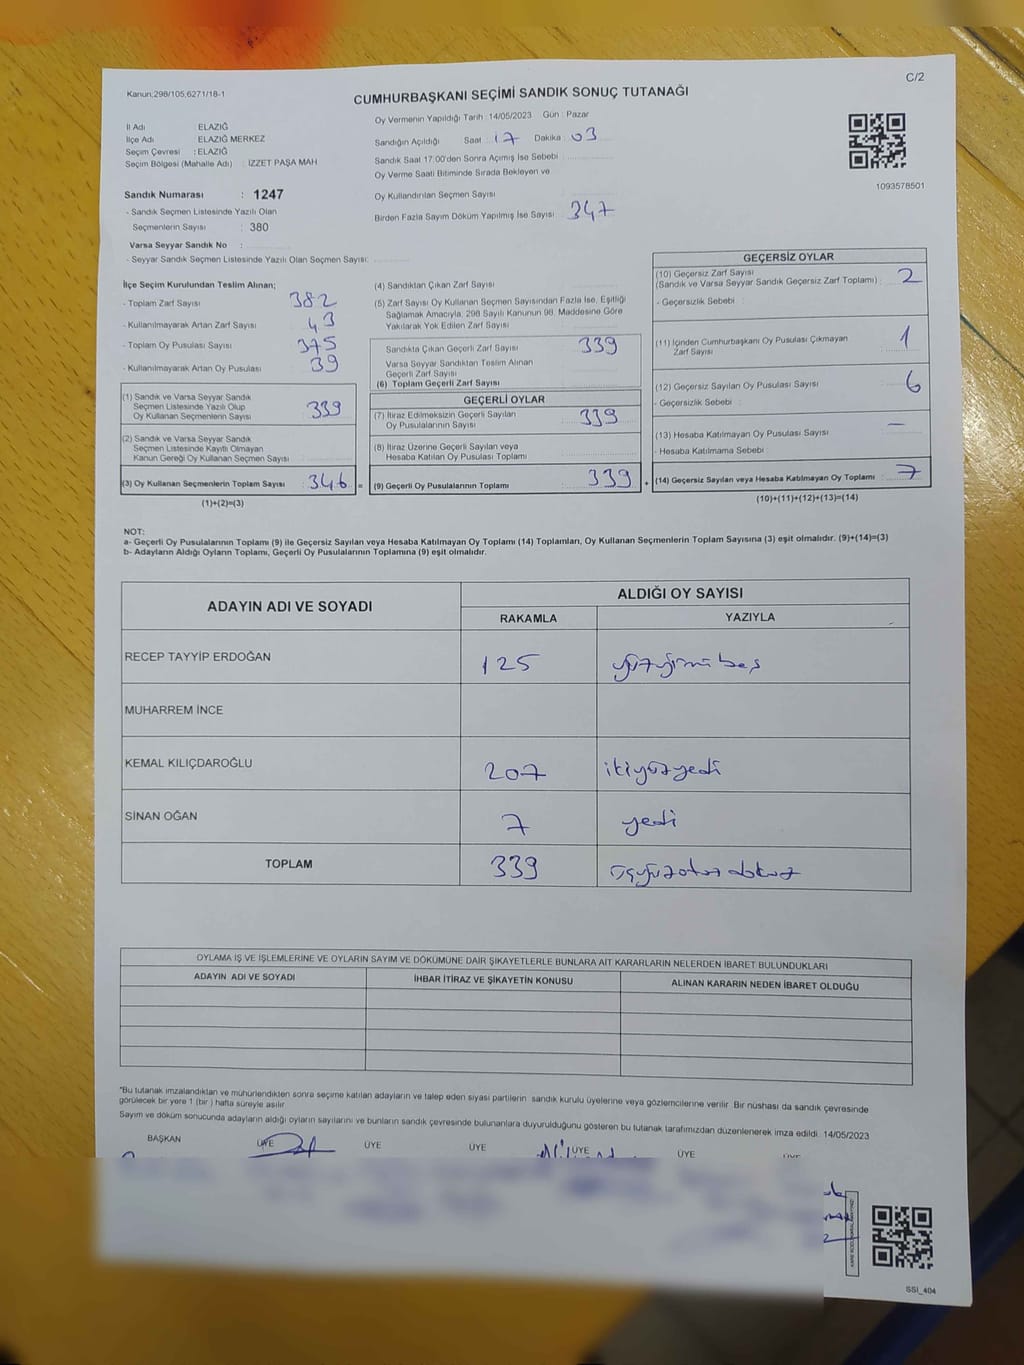 C/2
Kanun:298/105,6271/18-1
CUMHURBAŞKANI SEÇİMİ SANDIK SONUÇ TUTANAĞI
İl Adı ELAZIĞ
İlçe Adı ELAZIĞ MERKEZ
Seçim Çevresi : ELAZIĞ
Seçim Bölgesi (Mahalle Adı) : İZZET PAŞA MAH
Oy Vermenin Yapıldığı Tarih : 14/05/2023 Gün : Pazar
Sandığın Açıldığı Saat 17 Dakika 03
Sandık Saat 17:00'den Sonra Açılmış İse Sebebi
Oy Verme Saati Bitiminde Sırada Bekleyen ve
Oy Kullandırılan Seçmen Sayısı
Birden Fazla Sayım Döküm Yapılmış İse Sayısı 347
1093578501
Sandık Numarası : 1247
- Sandık Seçmen Listesinde Yazılı Olan
Seçmenlerin Sayısı : 380
Varsa Seyyar Sandık No :
- Seyyar Sandık Seçmen Listesinde Yazılı Olan Seçmen Sayısı:
İlçe Seçim Kurulundan Teslim Alınan;
- Toplam Zarf Sayısı 382
- Kullanılmayarak Artan Zarf Sayısı 43
- Toplam Oy Pusulası Sayısı 375
- Kullanılmayarak Artan Oy Pusulası 39
(1) Sandık ve Varsa Seyyar Sandık
Seçmen Listesinde Yazılı Olup
Oy Kullanan Seçmenlerin Sayısı 339
(2) Sandık ve Varsa Seyyar Sandık
Seçmen Listesinde Kayıtlı Olmayan
Kanun Gereği Oy Kullanan Seçmen Sayısı
(3) Oy Kullanan Seçmenlerin Toplam Sayısı 346 =
(1)+(2)=(3)
(4) Sandıktan Çıkan Zarf Sayısı
(5) Zarf Sayısı Oy Kullanan Seçmen Sayısından Fazla İse, Eşitliği
Sağlamak Amacıyla, 298 Sayılı Kanunun 98. Maddesine Göre
Yakılarak Yok Edilen Zarf Sayısı
Sandıkta Çıkan Geçerli Zarf Sayısı 339
Varsa Seyyar Sandıktan Teslim Alınan
Geçerli Zarf Sayısı
(6) Toplam Geçerli Zarf Sayısı
GEÇERLİ OYLAR
(7) İtiraz Edilmeksizin Geçerli Sayılan
Oy Pusulalarının Sayısı 339
(8) İtiraz Üzerine Geçerli Sayılan veya
Hesaba Katılan Oy Pusulası Toplamı
(9) Geçerli Oy Pusulalarının Toplamı 339 +
GEÇERSİZ OYLAR
(10) Geçersiz Zarf Sayısı
(Sandık ve Varsa Seyyar Sandık Geçersiz Zarf Toplamı) : 2
- Geçersizlik Sebebi :
(11) İçinden Cumhurbaşkanı Oy Pusulası Çıkmayan
Zarf Sayısı 1
(12) Geçersiz Sayılan Oy Pusulası Sayısı 6
- Geçersizlik Sebebi :
(13) Hesaba Katılmayan Oy Pusulası Sayısı –
- Hesaba Katılmama Sebebi
(14) Geçersiz Sayılan veya Hesaba Katılmayan Oy Toplamı 7
(10)+(11)+(12)+(13)=(14)
NOT:
a- Geçerli Oy Pusulalarının Toplamı (9) ile Geçersiz Sayılan veya Hesaba Katılmayan Oy Toplamı (14) Toplamları, Oy Kullanan Seçmenlerin Toplam Sayısına (3) eşit olmalıdır. (9)+(14)=(3)
b- Adayların Aldığı Oyların Toplamı, Geçerli Oy Pusulalarının Toplamına (9) eşit olmalıdır.
ADAYIN ADI VE SOYADI ALDIĞI OY SAYISI
RAKAMLA YAZIYLA
RECEP TAYYİP ERDOĞAN 125 yüzyirmi beş
MUHARREM İNCE
KEMAL KILIÇDAROĞLU 207 ikiyüzyedi
SİNAN OĞAN 7 yedi
TOPLAM 339 üçyüzotuz dokuz
OYLAMA İŞ VE İŞLEMLERİNE VE OYLARIN SAYIM VE DÖKÜMÜNE DAİR ŞİKAYETLERLE BUNLARA AİT KARARLARIN NELERDEN İBARET BULUNDUKLARI
ADAYIN ADI VE SOYADI İHBAR İTİRAZ VE ŞİKAYETİN KONUSU ALINAN KARARIN NEDEN İBARET OLDUĞU
*Bu tutanak imzalandıktan ve mühürlendikten sonra seçime katılan adayların ve talep eden siyasi partilerin sandık kurulu üyelerine veya gözlemcilerine verilir. Bir nüshası da sandık çevresinde
görülecek bir yere 1 (bir) hafta süreyle asılır
Sayım ve döküm sonucunda adayların aldığı oyların sayılarını ve bunların sandık çevresinde bulunanlara duyurulduğunu gösteren bu tutanak tarafımızdan düzenlenerek imza edildi. 14/05/2023
BAŞKAN ÜYE ÜYE ÜYE ÜYE ÜYE
SSI_404